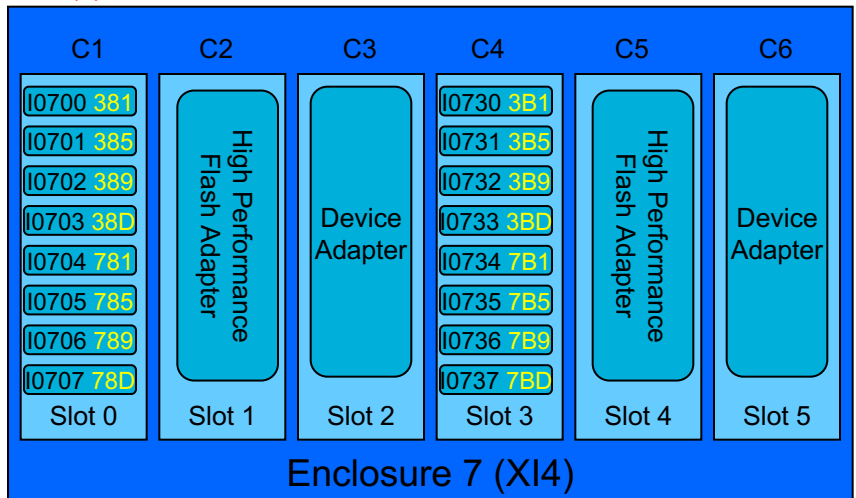 C1 C2 C3 C4 C5 C6
I0700 381
I0701 385
I0702 389
I0703 38D
I0704 781
I0705 785
I0706 789
I0707 78D
Slot 0
High Performance
Flash Adapter
Slot 1
Device
Adapter
Slot 2
I0730 3B1
I0731 3B5
I0732 3B9
I0733 3BD
I0734 7B1
I0735 7B5
I0736 7B9
I0737 7BD
Slot 3
High Performance
Flash Adapter
Slot 4
Device
Adapter
Slot 5
Enclosure 7 (XI4)